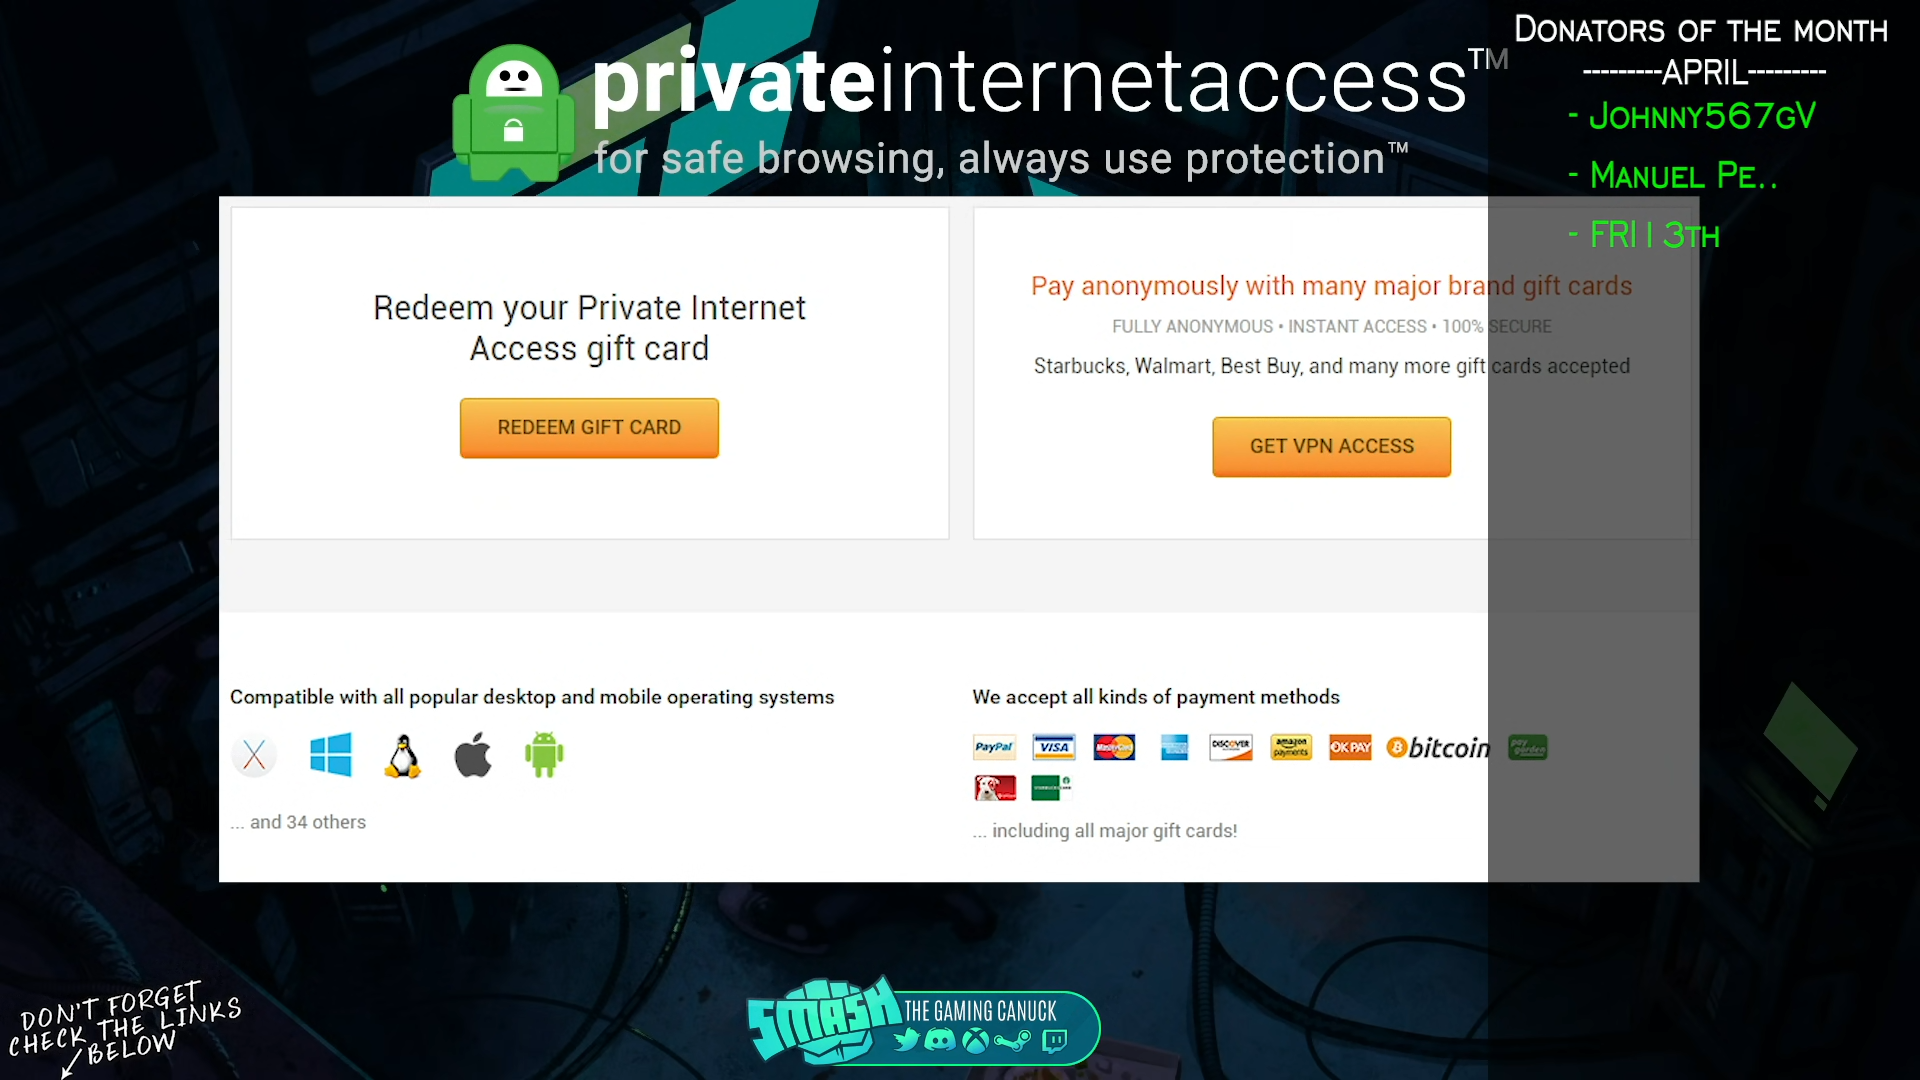 privateinternetaccess™
for safe browsing, always use protection™
Donators of the month
---------APRIL---------
- Johnny567gV
- Manuel Pe..
- FRI13th
Redeem your Private Internet
Access gift card
REDEEM GIFT CARD
Pay anonymously with many major brand gift cards
FULLY ANONYMOUS • INSTANT ACCESS • 100% SECURE
Starbucks, Walmart, Best Buy, and many more gift cards accepted
GET VPN ACCESS
Compatible with all popular desktop and mobile operating systems
X
... and 34 others
We accept all kinds of payment methods
PayPal VISA MasterCard DISCOVER amazon payments OKPAY bitcoin pay garden
... including all major gift cards!
DON'T FORGET
CHECK THE LINKS
BELOW
SMASH THE GAMING CANUCK